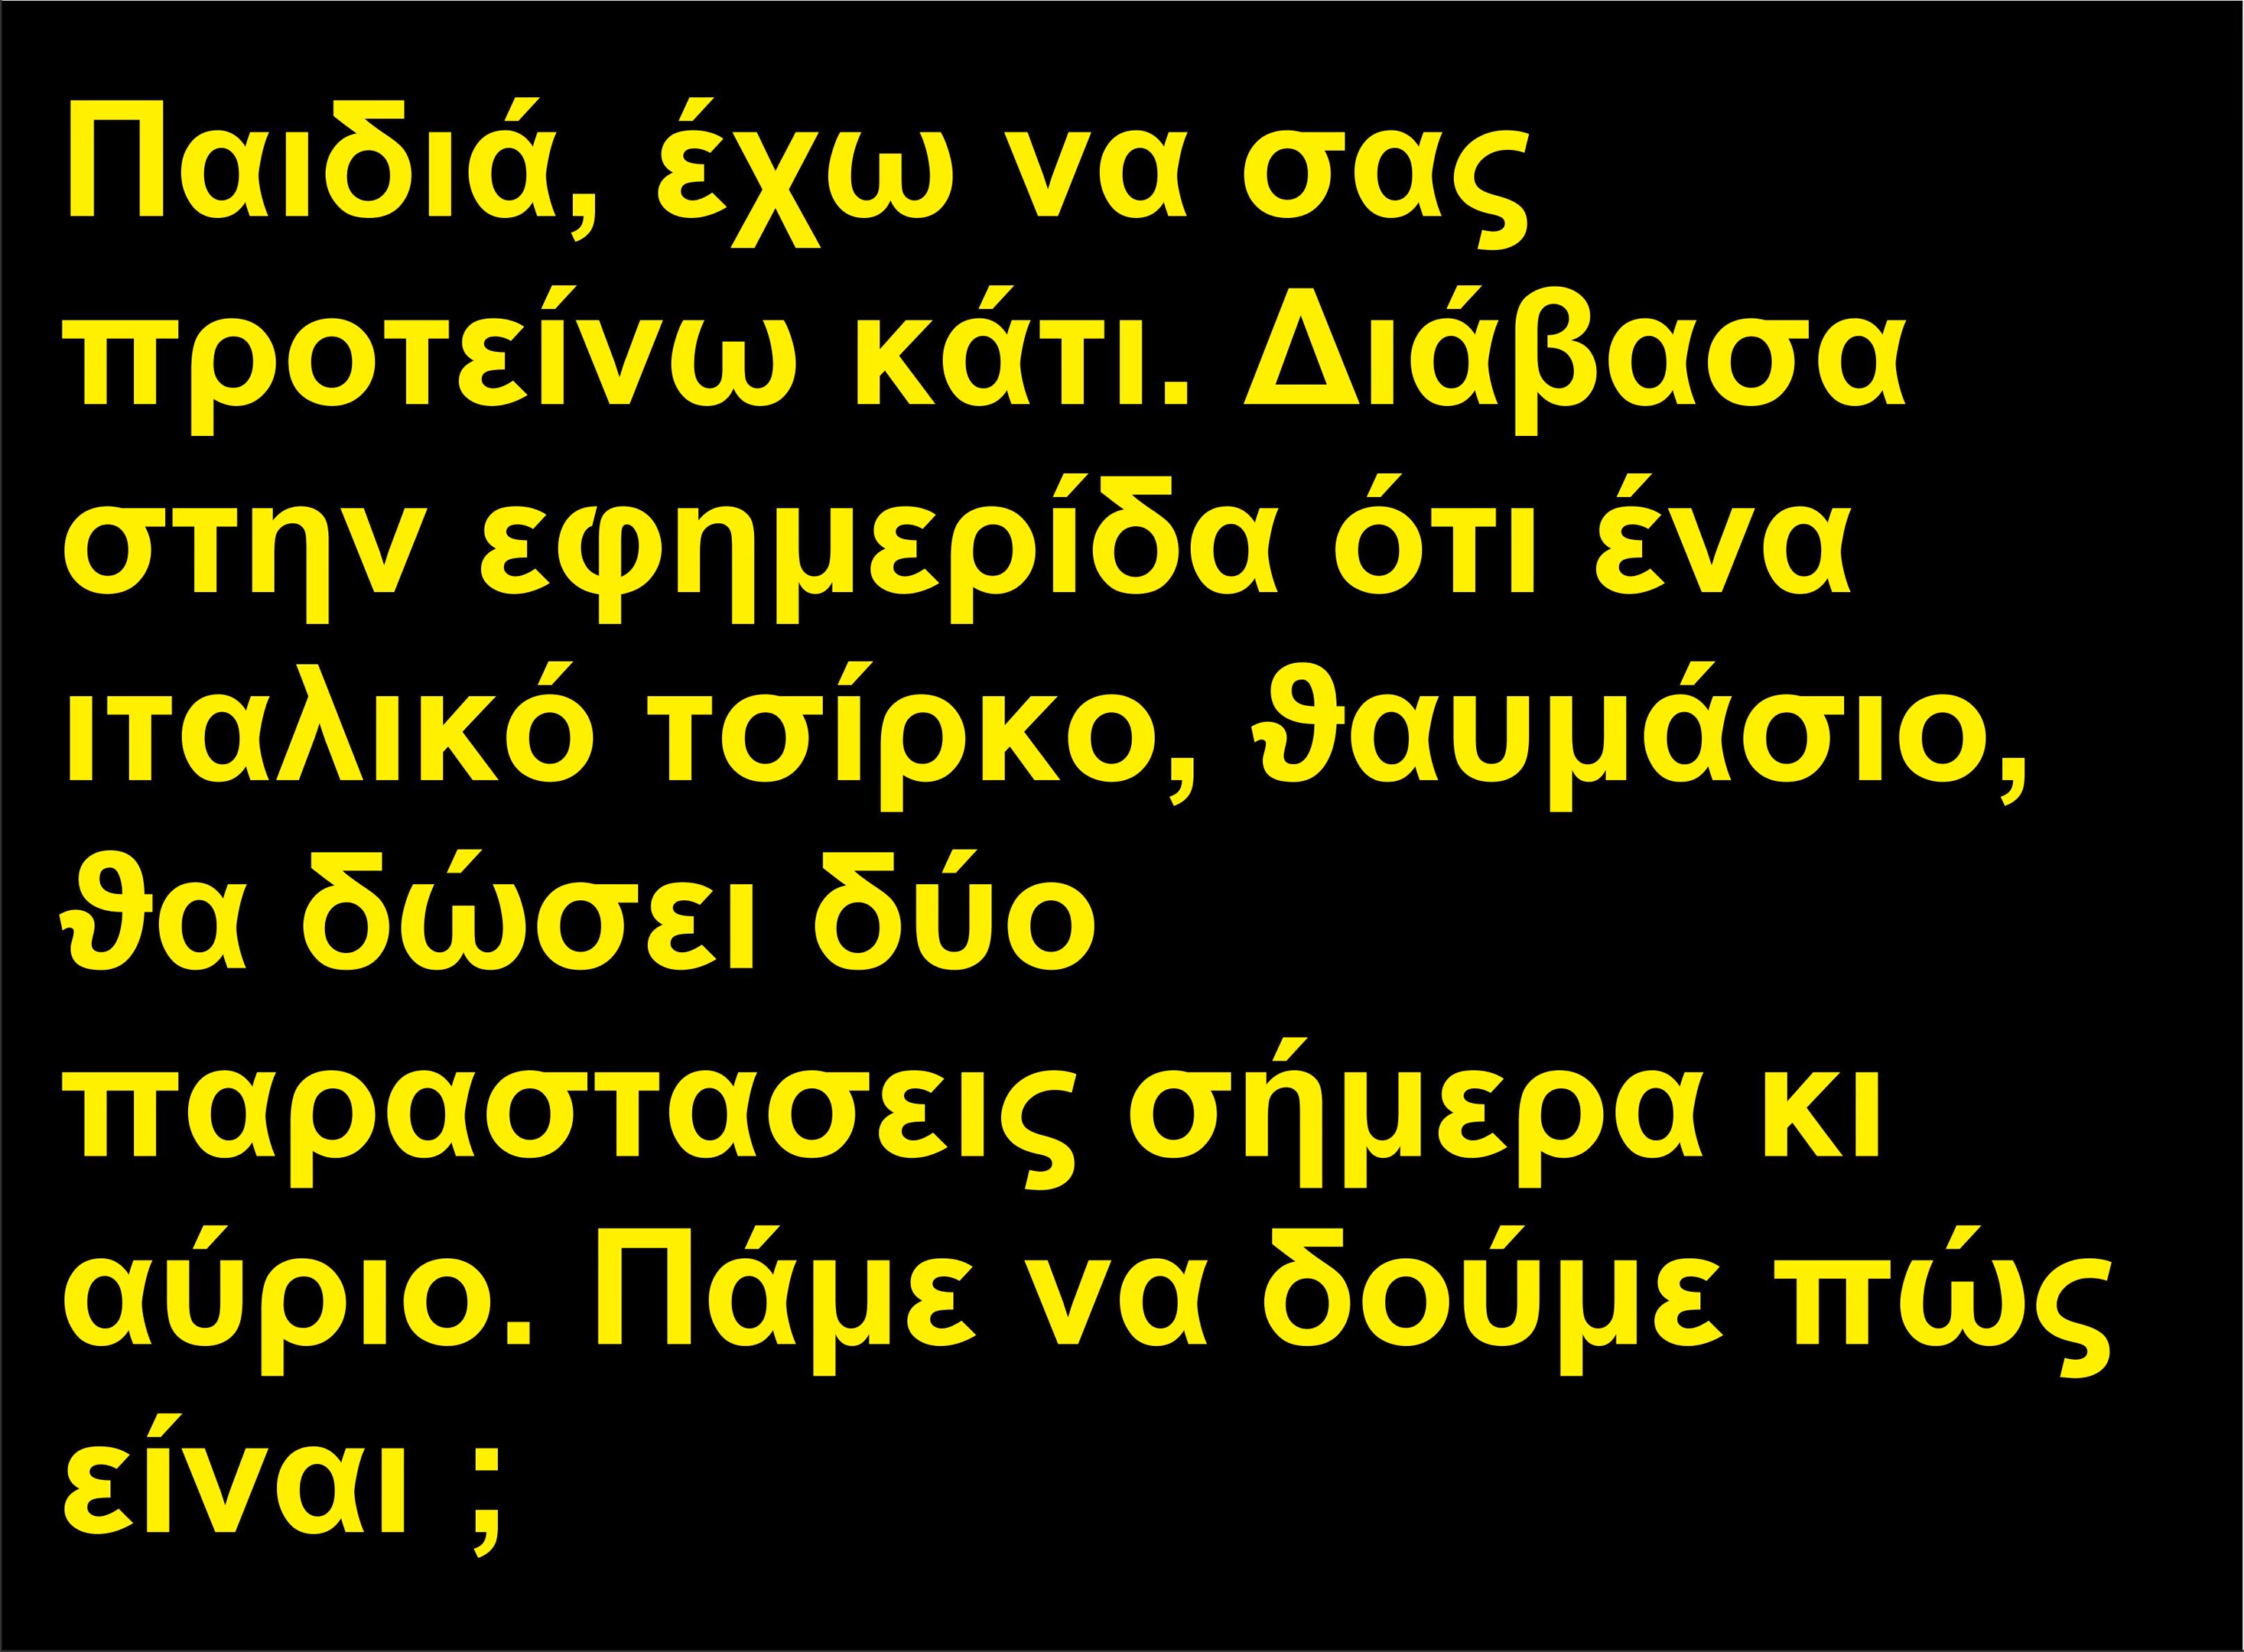 Παιδιά, έχω να σας
προτείνω κάτι. Διάβασα
στην εφημερίδα ότι ένα
ιταλικό τσίρκο, ϑαυμάσιο,
ϑα δώσει δύο
παραστασεις σήμερα κι
αύριο. Πάμε να δούμε πώς
είναι ;